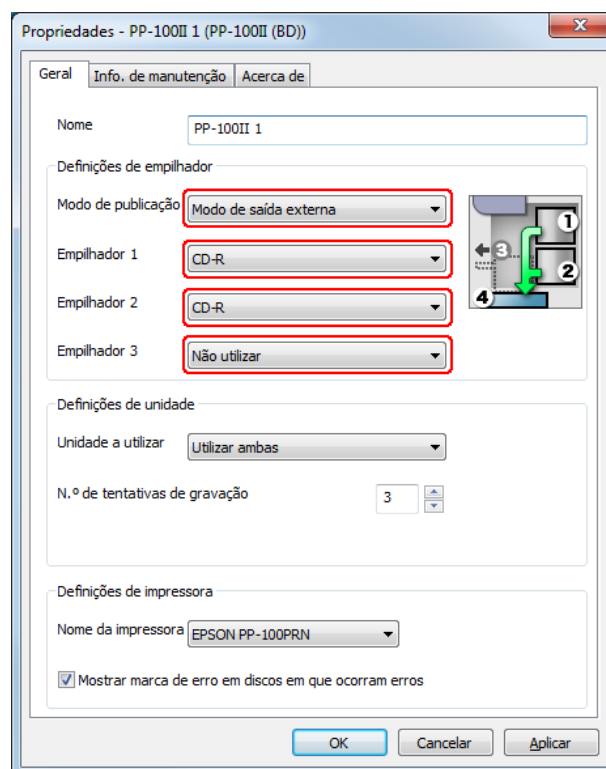 Propriedades - PP-100II 1 (PP-100II (BD))
Geral Info. de manutenção Acerca de
Nome PP-100II 1
Definições de empilhador
Modo de publicação Modo de saída externa
Empilhador 1 CD-R
Empilhador 2 CD-R
Empilhador 3 Não utilizar
1
3
2
4
Definições de unidade
Unidade a utilizar Utilizar ambas
N.º de tentativas de gravação 3
Definições de impressora
Nome da impressora EPSON PP-100PRN
Mostrar marca de erro em discos em que ocorram erros
OK Cancelar Aplicar